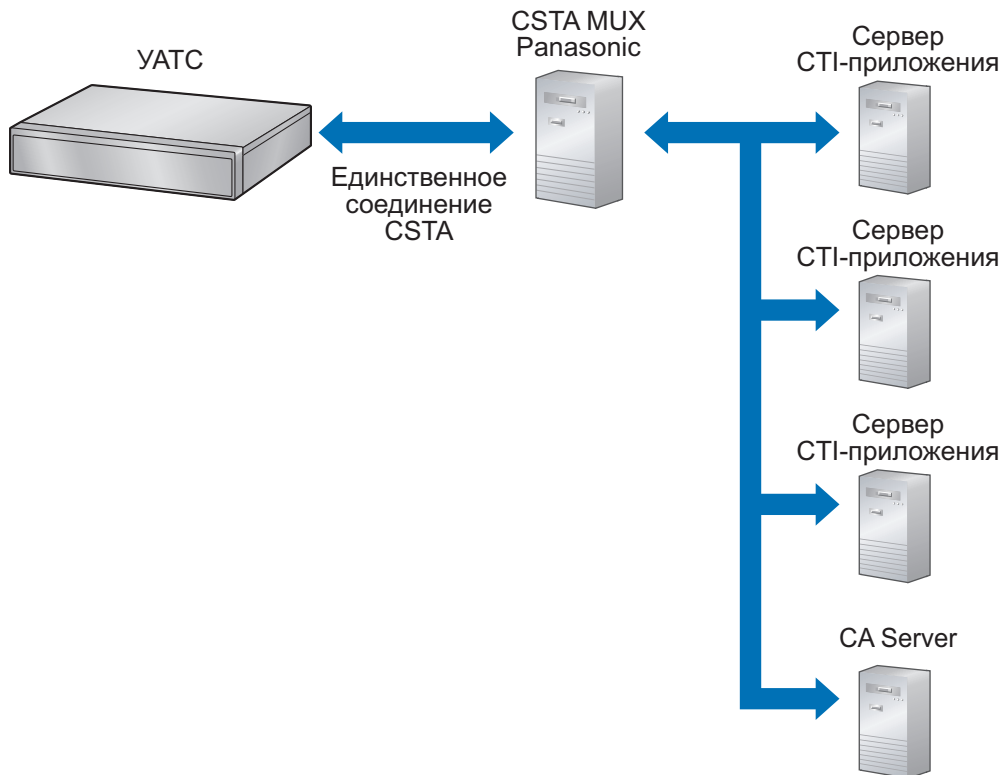 УАТС
CSTA MUX
Panasonic
Сервер
CTI-приложения
Единственное
соединение
CSTA
Сервер
CTI-приложения
Сервер
CTI-приложения
CA Server